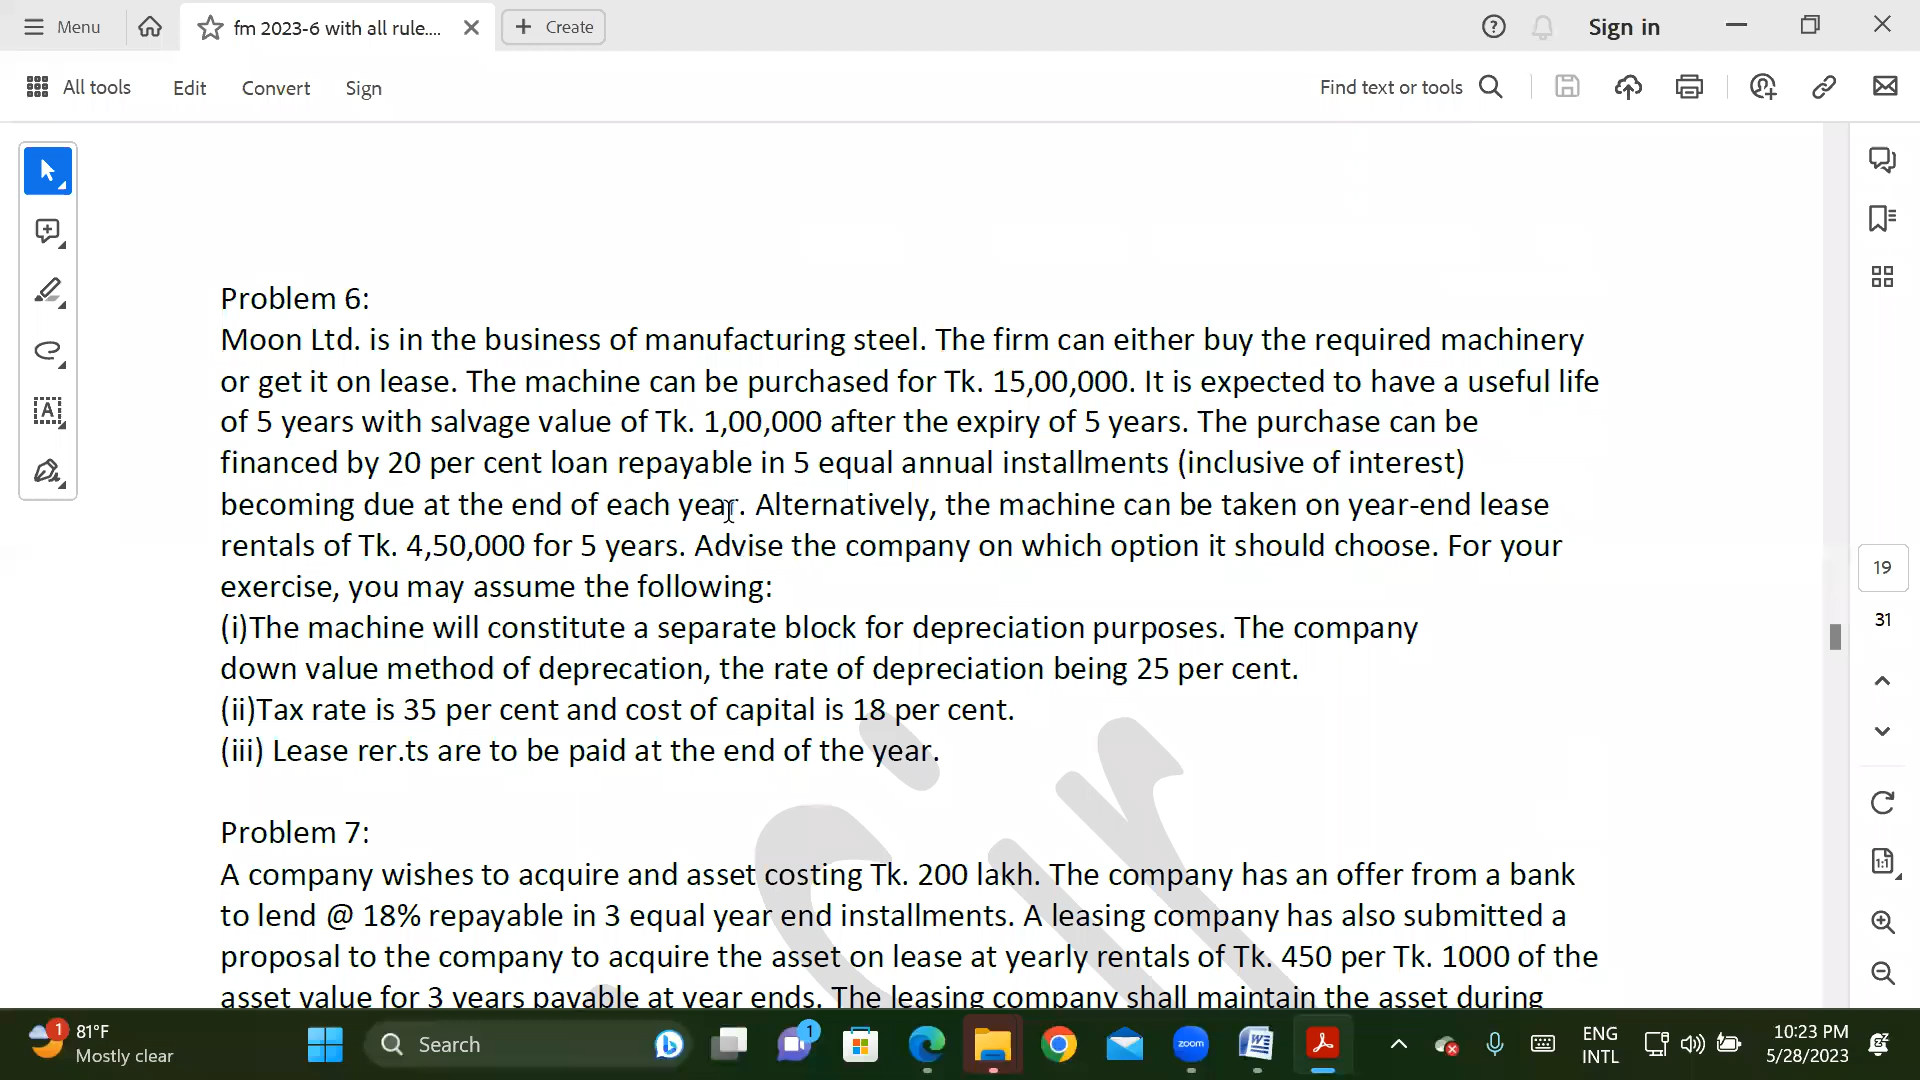 Menu
fm 2023-6 with all rule....
Create
Sign in
All tools
Edit
Convert
Sign
Find text or tools
Problem 6:
Moon Ltd. is in the business of manufacturing steel. The firm can either buy the required machinery
or get it on lease. The machine can be purchased for Tk. 15,00,000. It is expected to have a useful life
of 5 years with salvage value of Tk. 1,00,000 after the expiry of 5 years. The purchase can be
financed by 20 per cent loan repayable in 5 equal annual installments (inclusive of interest)
becoming due at the end of each year. Alternatively, the machine can be taken on year-end lease
rentals of Tk. 4,50,000 for 5 years. Advise the company on which option it should choose. For your
exercise, you may assume the following:
(i)The machine will constitute a separate block for depreciation purposes. The company
down value method of deprecation, the rate of depreciation being 25 per cent.
(ii)Tax rate is 35 per cent and cost of capital is 18 per cent.
(iii) Lease rer.ts are to be paid at the end of the year.
Problem 7:
A company wishes to acquire and asset costing Tk. 200 lakh. The company has an offer from a bank
to lend @ 18% repayable in 3 equal year end installments. A leasing company has also submitted a
proposal to the company to acquire the asset on lease at yearly rentals of Tk. 450 per Tk. 1000 of the
asset value for 3 years payable at year ends. The leasing company shall maintain the asset during
19
31
1:1
1
81°F
Mostly clear
Search
1
zoom
ENG
INTL
10:23 PM
5/28/2023